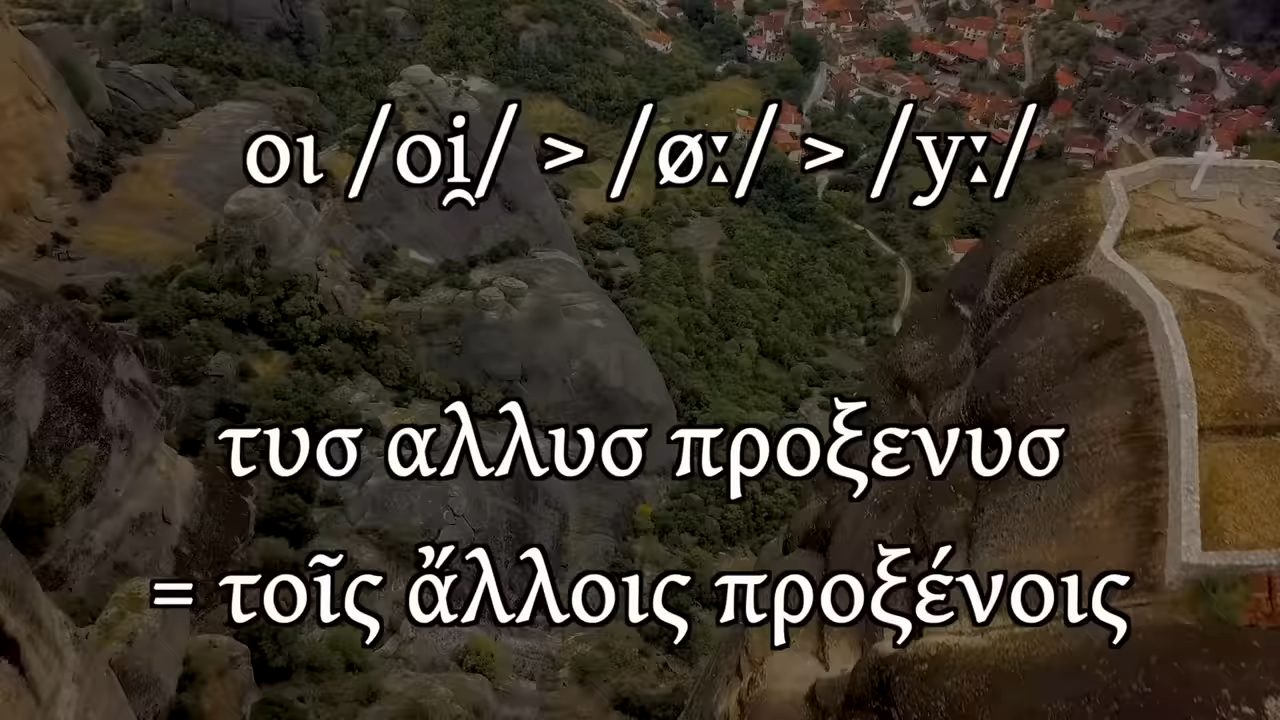 οι /oi̯/ > /øː/ > /yː/
τυσ αλλυσ προξενυσ
= τοῖς ἄλλοις προξένοις